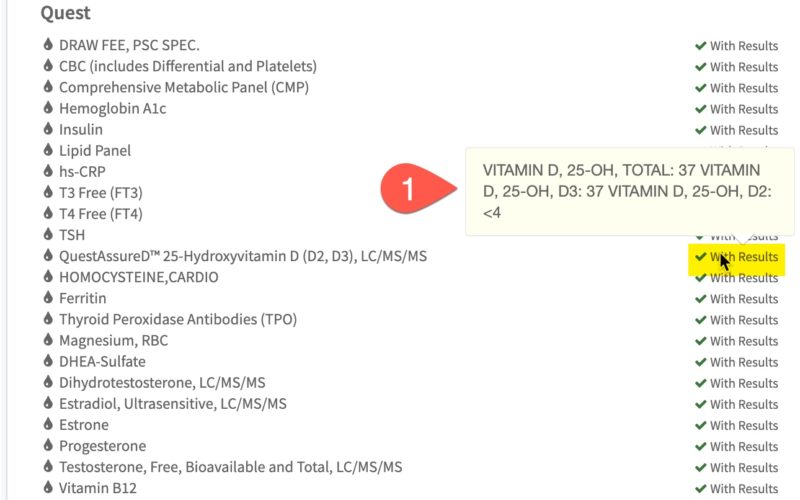 Quest
DRAW FEE, PSC SPEC.
With Results
CBC (includes Differential and Platelets)
With Results
Comprehensive Metabolic Panel (CMP)
With Results
Hemoglobin A1c
With Results
Insulin
With Results
Lipid Panel
hs-CRP
T3 Free (FT3)
T4 Free (FT4)
TSH
1
VITAMIN D, 25-OH, TOTAL: 37 VITAMIN
D, 25-OH, D3: 37 VITAMIN D, 25-OH, D2:
<4
With Results
QuestAssureD™ 25-Hydroxyvitamin D (D2, D3), LC/MS/MS
With Results
HOMOCYSTEINE,CARDIO
With Results
Ferritin
With Results
Thyroid Peroxidase Antibodies (TPO)
With Results
Magnesium, RBC
With Results
DHEA-Sulfate
With Results
Dihydrotestosterone, LC/MS/MS
With Results
Estradiol, Ultrasensitive, LC/MS/MS
With Results
Estrone
With Results
Progesterone
With Results
Testosterone, Free, Bioavailable and Total, LC/MS/MS
With Results
Vitamin B12
With Results